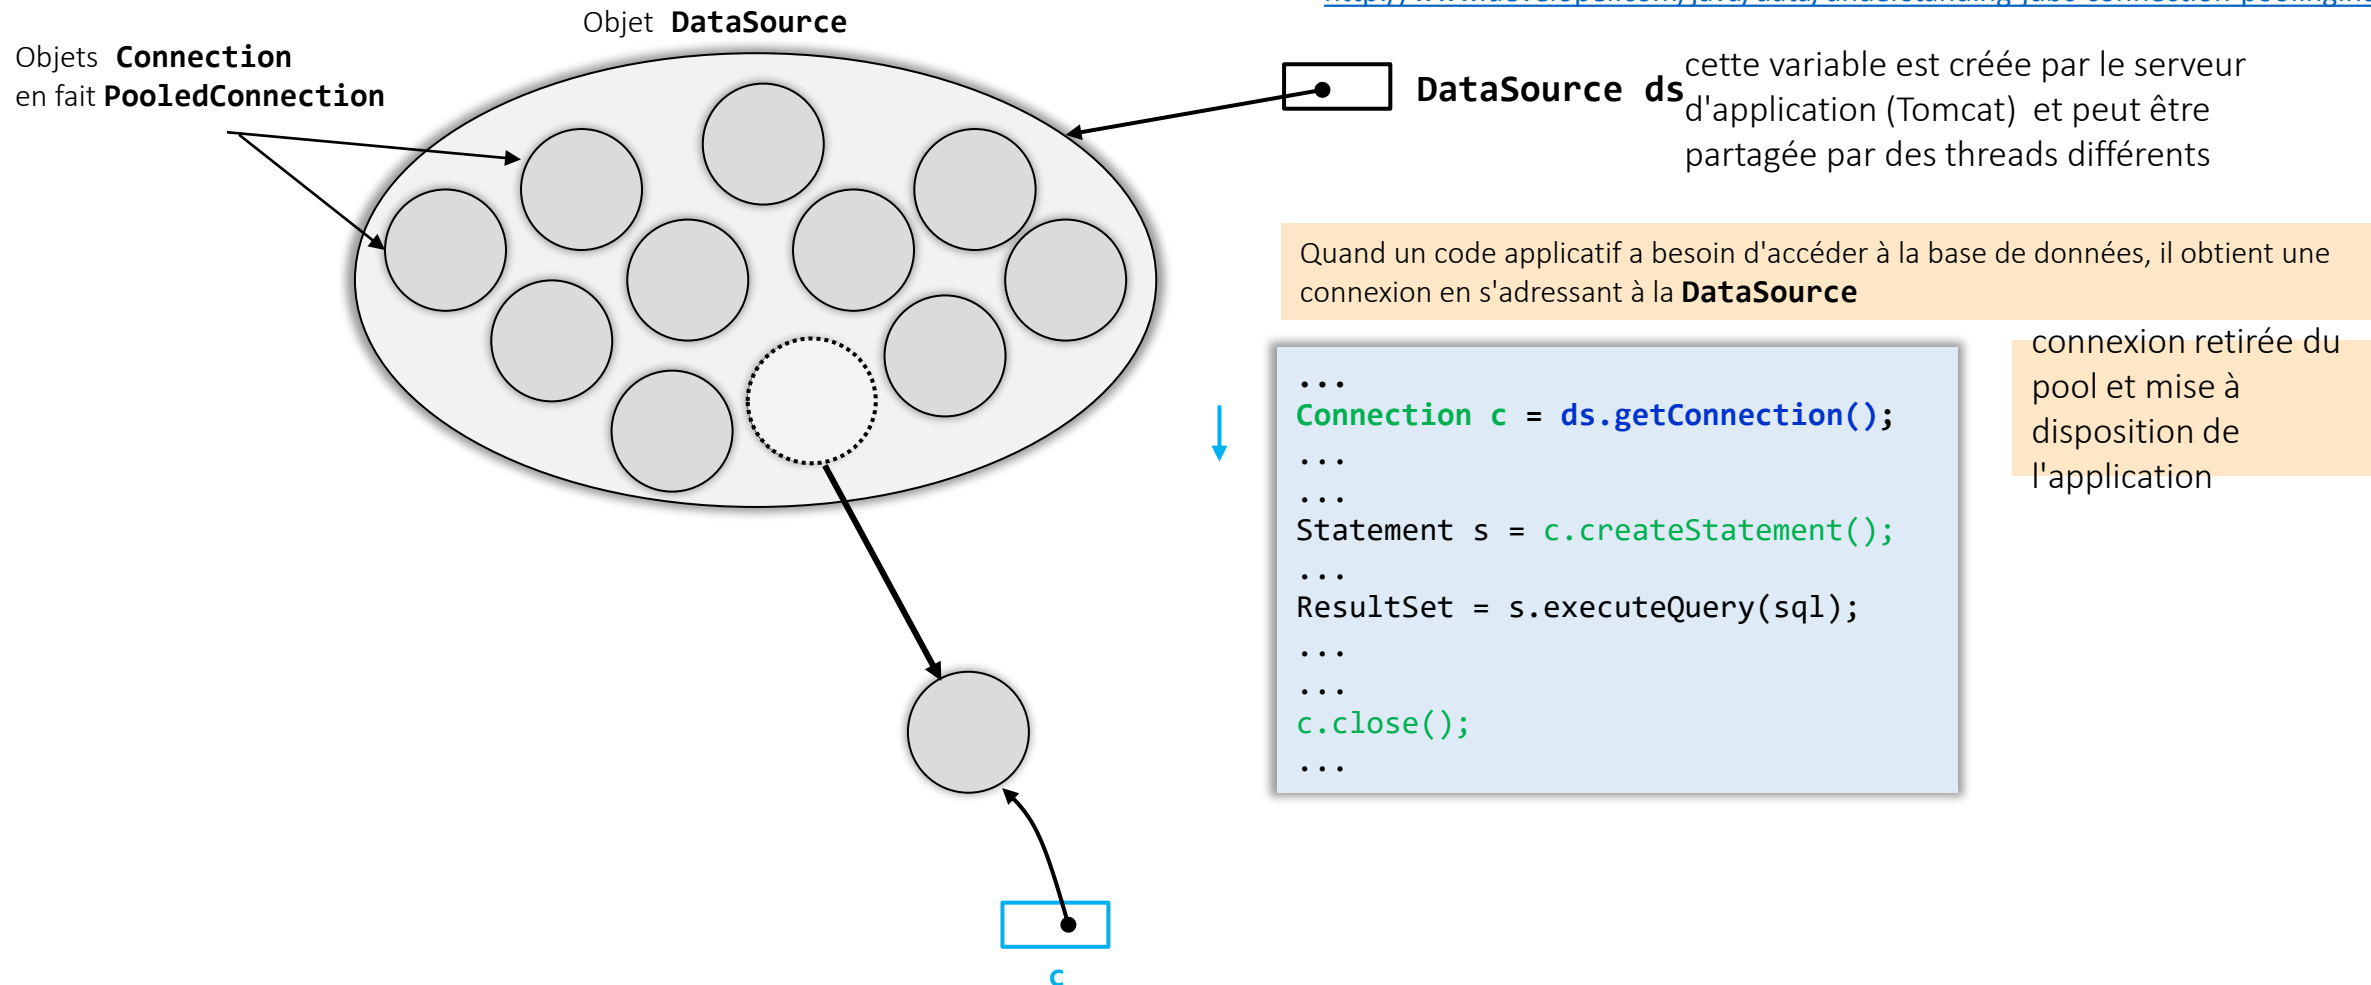 Objet DataSource
Objets Connection
en fait PooledConnection
DataSource ds
cette variable est créée par le serveur
d'application (Tomcat) et peut être
partagée par des threads différents
Quand un code applicatif a besoin d'accéder à la base de données, il obtient une
connexion en s'adressant à la DataSource
connexion retirée du
pool et mise à
disposition de
l'application
...
Connection c = ds.getConnection();
...
...
Statement s = c.createStatement();
...
ResultSet = s.executeQuery(sql);
...
...
c.close();
...
c